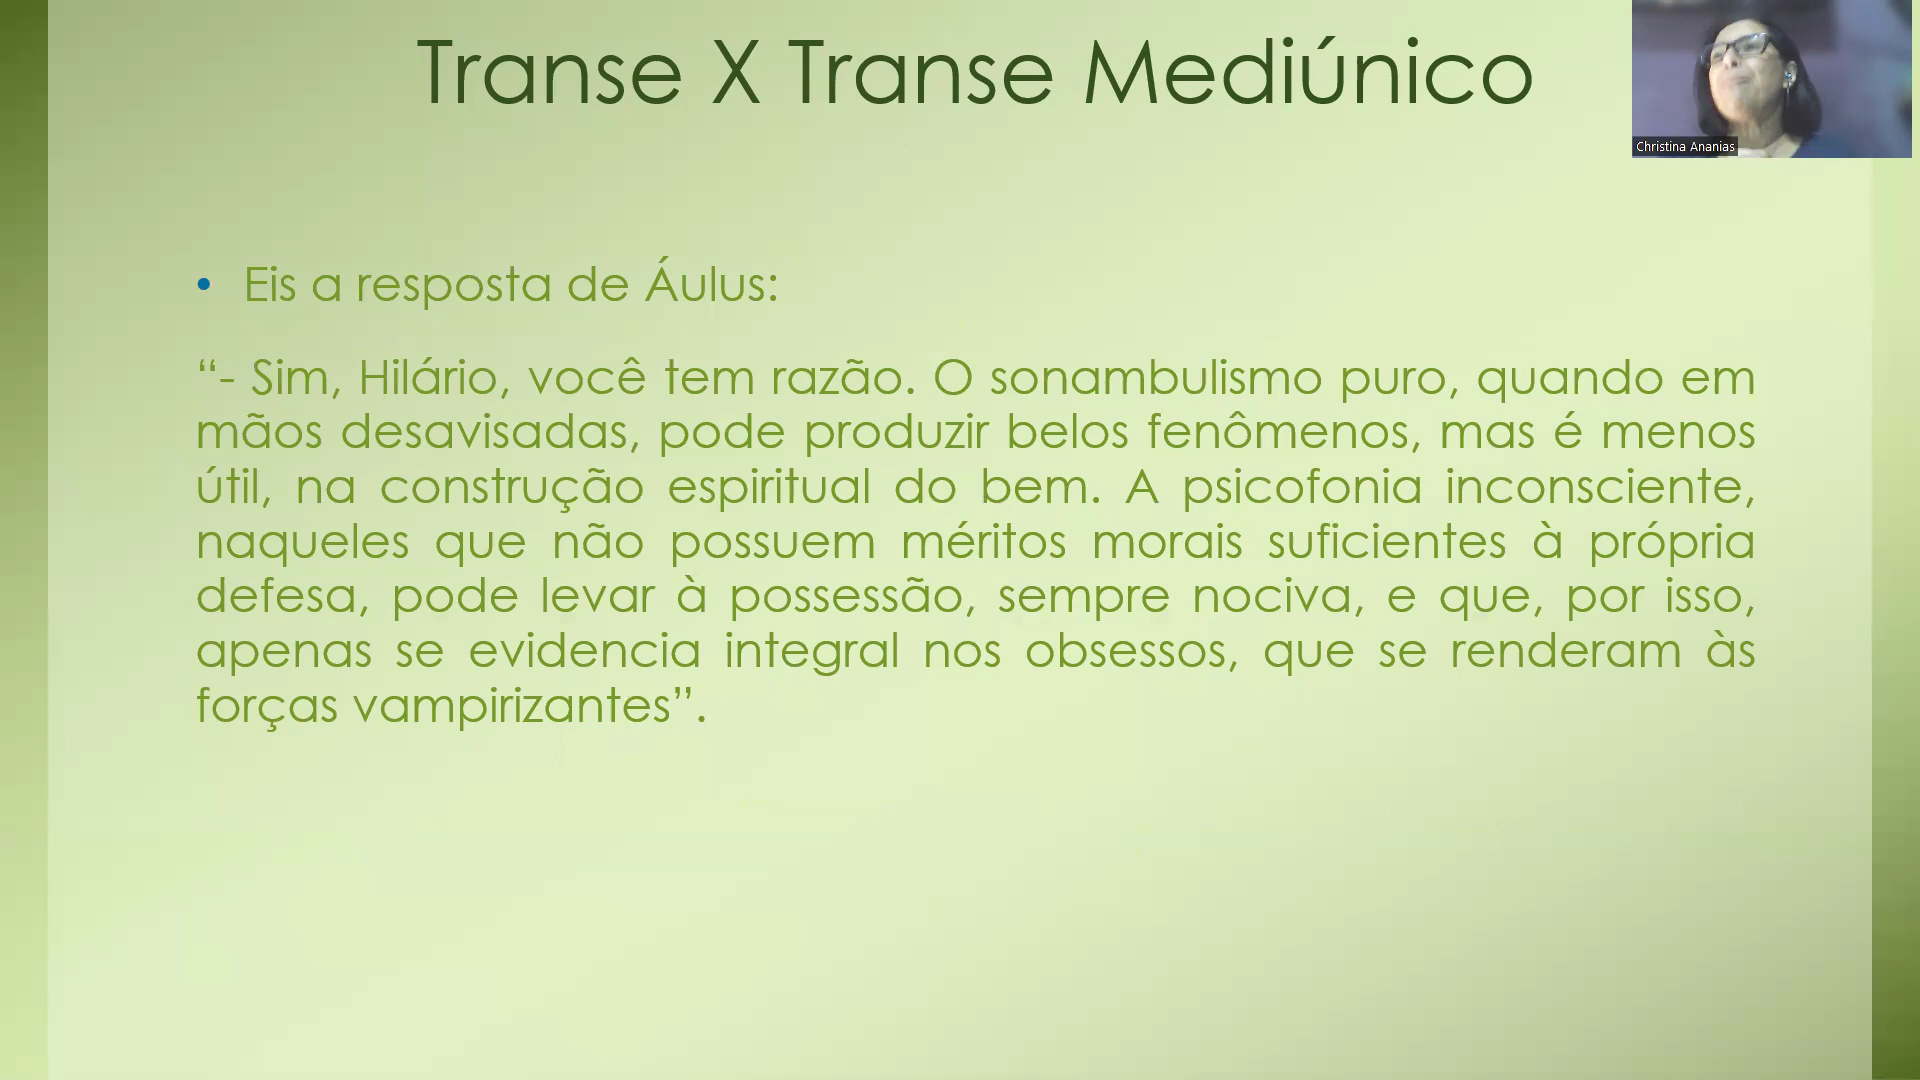 Transe X Transe Mediúnico
Christina Ananias
• Eis a resposta de Áulus:
“- Sim, Hilário, você tem razão. O sonambulismo puro, quando em
mãos desavisadas, pode produzir belos fenômenos, mas é menos
útil, na construção espiritual do bem. A psicofonia inconsciente,
naqueles que não possuem méritos morais suficientes à própria
defesa, pode levar à possessão, sempre nociva, e que, por isso,
apenas se evidencia integral nos obsessos, que se renderam às
forças vampirizantes”.